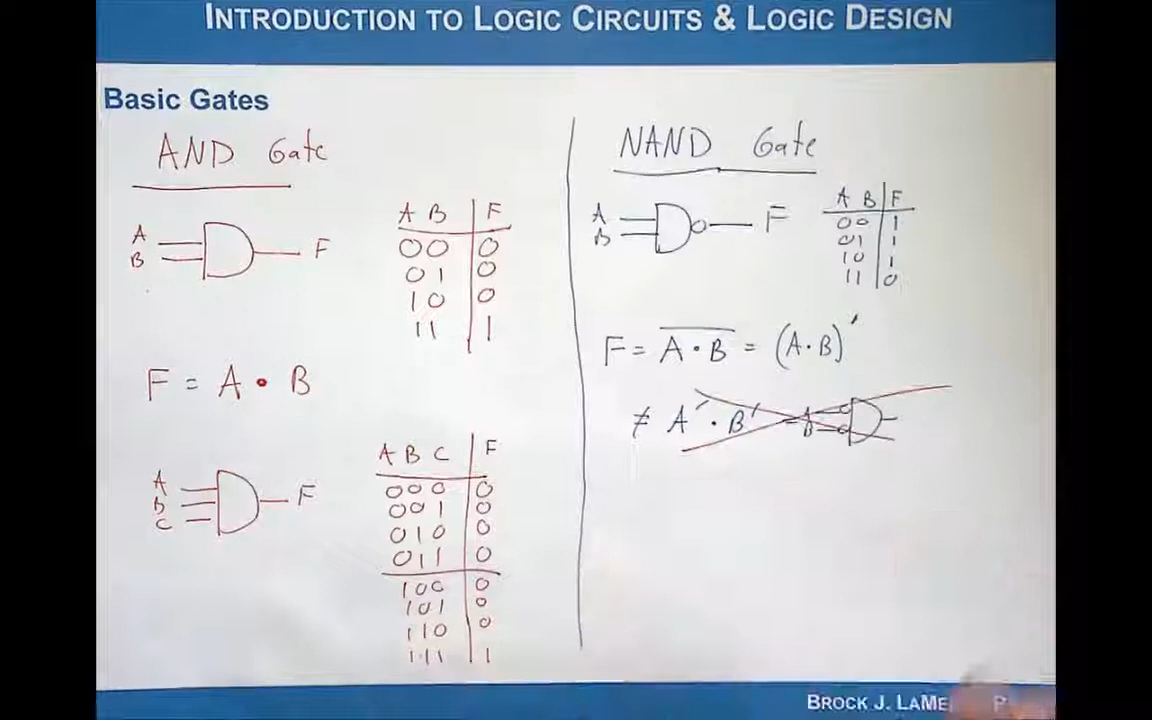 INTRODUCTION TO LOGIC CIRCUITS & LOGIC DESIGN
Basic Gates
AND Gate
A B F
A B | F
0 0 | 0
0 1 | 0
1 0 | 0
1 1 | 1
F = A • B
A B C F
A B C | F
0 0 0 | 0
0 0 1 | 0
0 1 0 | 0
0 1 1 | 0
1 0 0 | 0
1 0 1 | 0
1 1 0 | 0
1 1 1 | 1
NAND Gate
A B F
A B | F
0 0 | 1
0 1 | 1
1 0 | 1
1 1 | 0
F = A̅ ̅•̅ ̅B̅ = (A·B)'
≠ A' · B' = A B
BROCK J. LAME